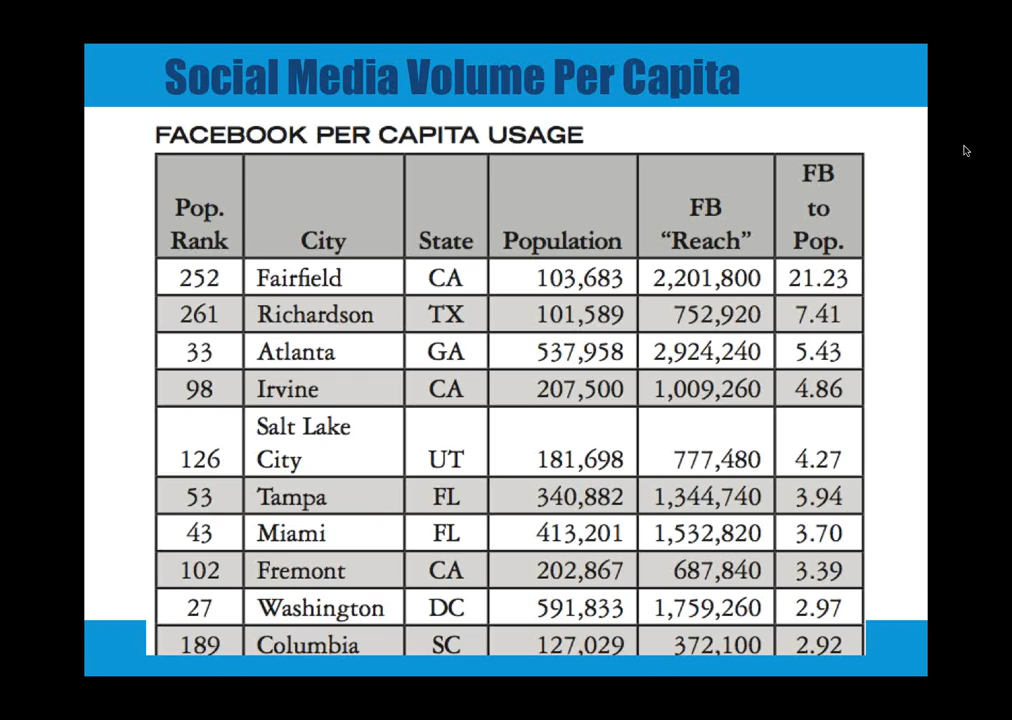 Social Media Volume Per Capita
FACEBOOK PER CAPITA USAGE
Pop. Rank City State Population FB "Reach" FB to Pop.
252 Fairfield CA 103,683 2,201,800 21.23
261 Richardson TX 101,589 752,920 7.41
33 Atlanta GA 537,958 2,924,240 5.43
98 Irvine CA 207,500 1,009,260 4.86
126 Salt Lake City UT 181,698 777,480 4.27
53 Tampa FL 340,882 1,344,740 3.94
43 Miami FL 413,201 1,532,820 3.70
102 Fremont CA 202,867 687,840 3.39
27 Washington DC 591,833 1,759,260 2.97
189 Columbia SC 127,029 372,100 2.92